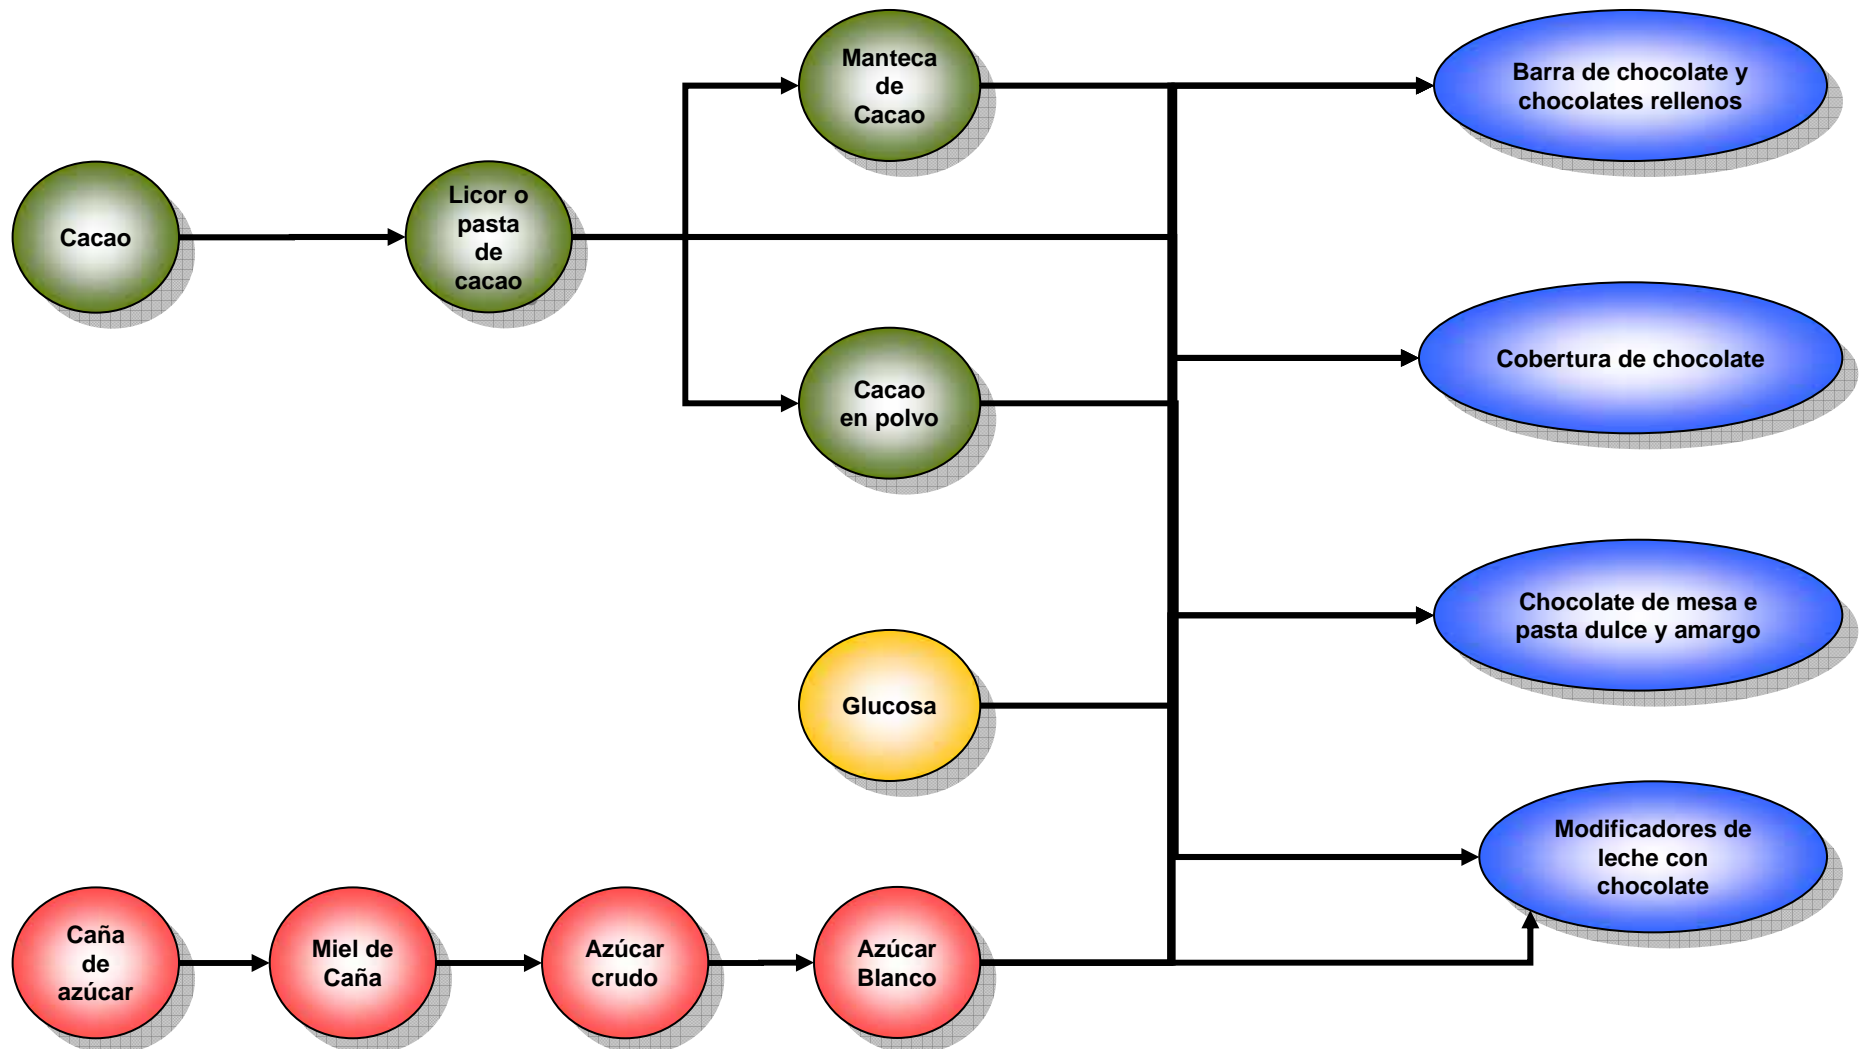 Manteca
de
Cacao
Barra de chocolate y
chocolates rellenos
Cacao
Licor o
pasta
de
cacao
Cobertura de chocolate
Cacao
en polvo
Chocolate de mesa e
pasta dulce y amargo
Glucosa
Modificadores de
leche con
chocolate
Caña
de
azúcar
Miel de
Caña
Azúcar
crudo
Azúcar
Blanco